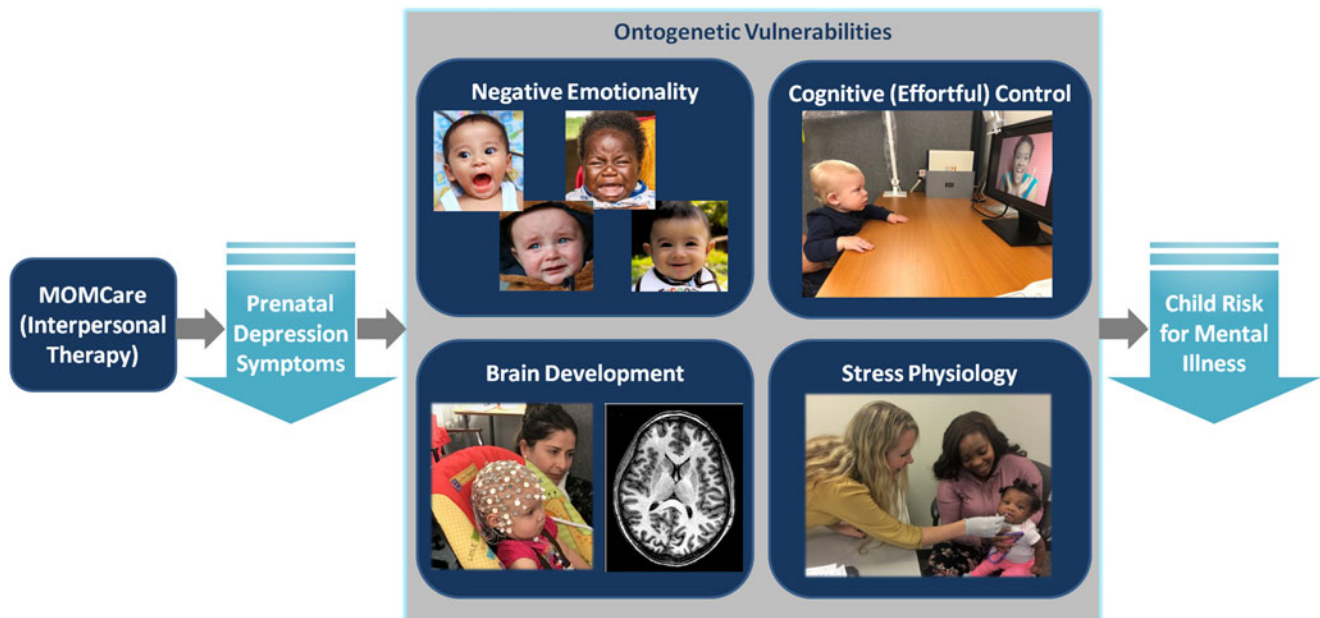 Ontogenetic Vulnerabilities
Negative Emotionality
Cognitive (Effortful) Control
MOMCare
(Interpersonal
Therapy)
Prenatal
Depression
Symptoms
Child Risk
for Mental
Illness
Brain Development
Stress Physiology